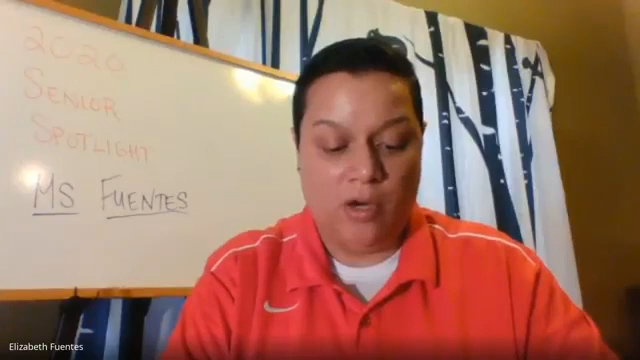 2020
SENIOR
SPOTLIGHT
MS FUENTES
Elizabeth Fuentes